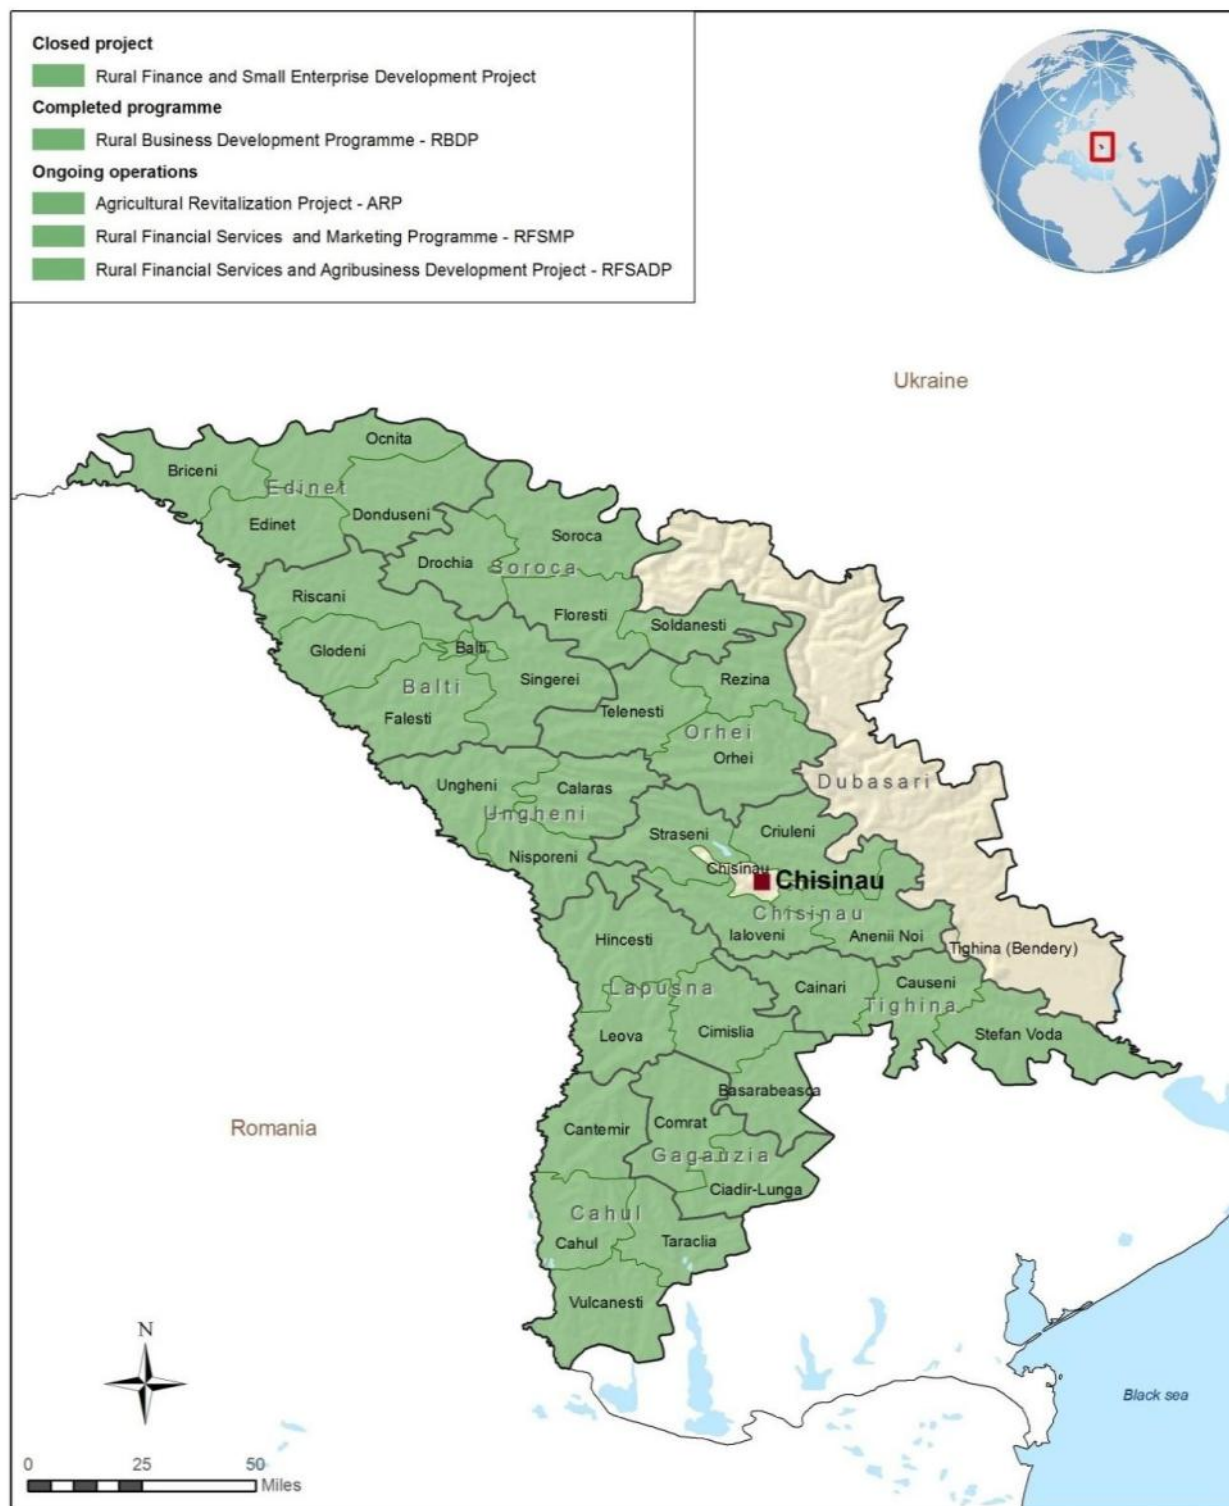 Closed project
Rural Finance and Small Enterprise Development Project
Completed programme
Rural Business Development Programme - RBDP
Ongoing operations
Agricultural Revitalization Project - ARP
Rural Financial Services and Marketing Programme - RFSMP
Rural Financial Services and Agribusiness Development Project - RFSADP
Ukraine
Ocnita
Briceni
Edinet
Donduseni
Edinet
Soroca
Drochia
Soroca
Riscani
Floresti
Soldanesti
Glodeni
Balti
Singerei
Rezina
Balti
Falesti
Telenesti
Orhei
Orhei
Dubasari
Ungheni
Calaras
Ungheni
Straseni
Criuleni
Nisporeni
Chisinau
Chisinau
Chisinau
Hincesti
Ialoveni
Anenii Noi
Tighina (Bendery)
Lapusna
Cainari
Causeni
Tighina
Leova
Cimislia
Stefan Voda
Basarabeasca
Romania
Cantemir
Comrat
Gagauzia
Ciadir-Lunga
Cahul
Cahul
Taraclia
Vulcanesti
N
Black sea
0 25 50
Miles